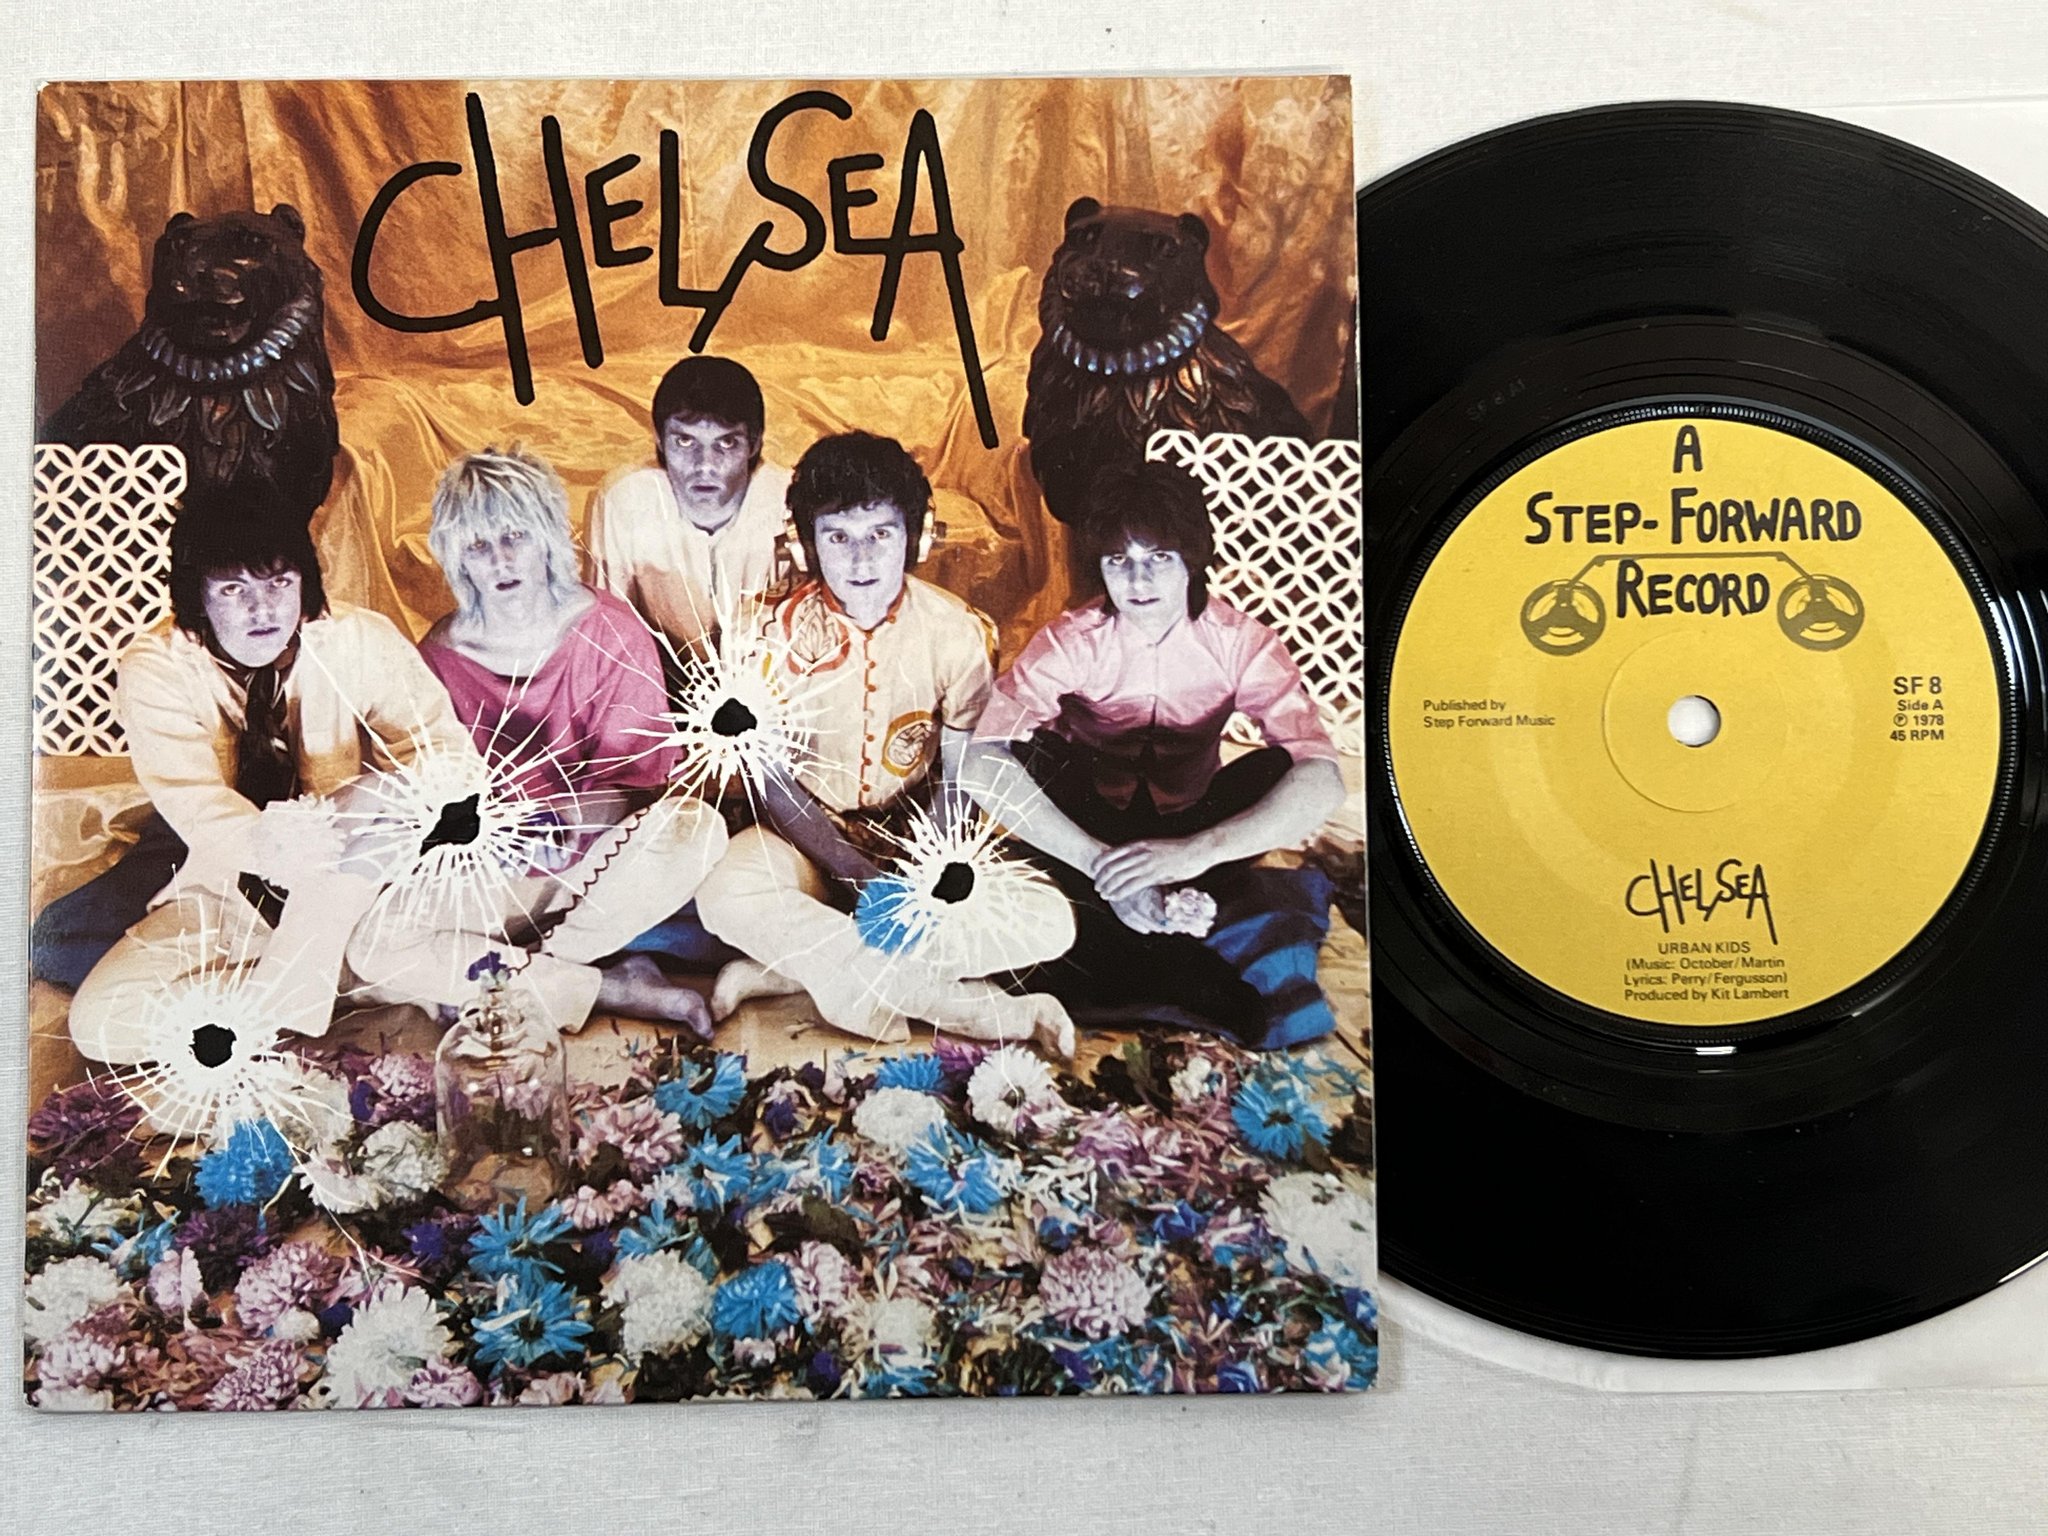 CHELSEA
A
STEP-FORWARD
RECORD
Published by
Step Forward Music
SF 8
Side A
℗ 1978
45 RPM
CHELSEA
URBAN KIDS
(Music: October/Martin
Lyrics: Perry/Fergusson)
Produced by Kit Lambert